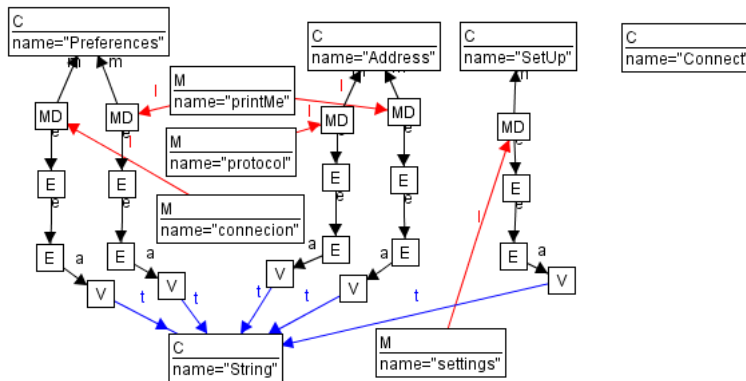 C
name="Preferences"
C
name="Address"
C
name="SetUp"
C
name="Connect"
m
m
m
M
name="printMe"
l
l
l
MD
MD
MD
MD
MD
M
name="protocol"
l
e
e
e
e
e
E
E
E
E
E
e
e
e
e
e
M
name="connecion"
l
E
E
E
E
E
a
a
a
a
a
V
V
V
V
V
t
t
t
t
t
C
name="String"
M
name="settings"